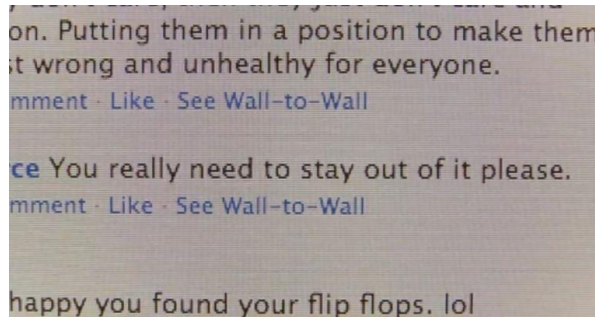 on. Putting them in a position to make them
st wrong and unhealthy for everyone.
mment · Like · See Wall-to-Wall
ce You really need to stay out of it please.
mment · Like · See Wall-to-Wall
happy you found your flip flops. lol